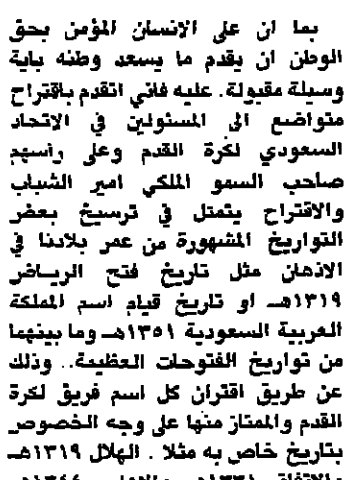 بما ان على الانسان المؤمن بحق
الوطن ان يقدم ما يسعد وطنه باية
وسيلة مقبولة. عليه فاني اتقدم باقتراح
متواضع الى المسئولين في الاتحاد
السعودي لكرة القدم وعلى راسهم
صاحب السمو الملكي امير الشباب
والاقتراح يتمتل في ترسيخ بعض
التواريخ المشهورة من عمر بلادنا في
الاذهان مثل تاريخ فتح الرياض
١٣١٩هـ او تاريخ قيام اسم المملكة
العربية السعودية ١٣٥١هـ وما بينهما
من تواريخ الفتوحات العظيمة.. وذلك
عن طريق اقتران كل اسم فريق لكرة
القدم والممتاز منها على وجه الخصوص
بتاريخ خاص به مثلا . الهلال ١٣١٩هـ